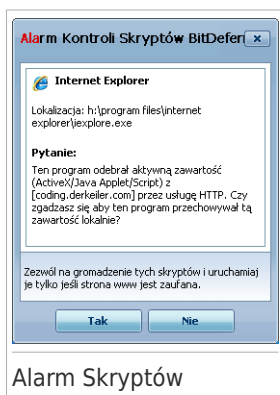 Alarm Kontroli Skryptów BitDefen
Internet Explorer
Lokalizacja: h:\program files\internet
explorer\iexplore.exe
Pytanie:
Ten program odebrał aktywną zawartość
(ActiveX/Java Applet/Script) z
[coding.derkeiler.com] przez usługę HTTP. Czy
zgadzasz się aby ten program przechowywał tą
zawartość lokalnie?
Zezwól na gromadzenie tych skryptów i uruchamiaj
je tylko jeśli strona www jest zaufana.
Tak Nie
Alarm Skryptów